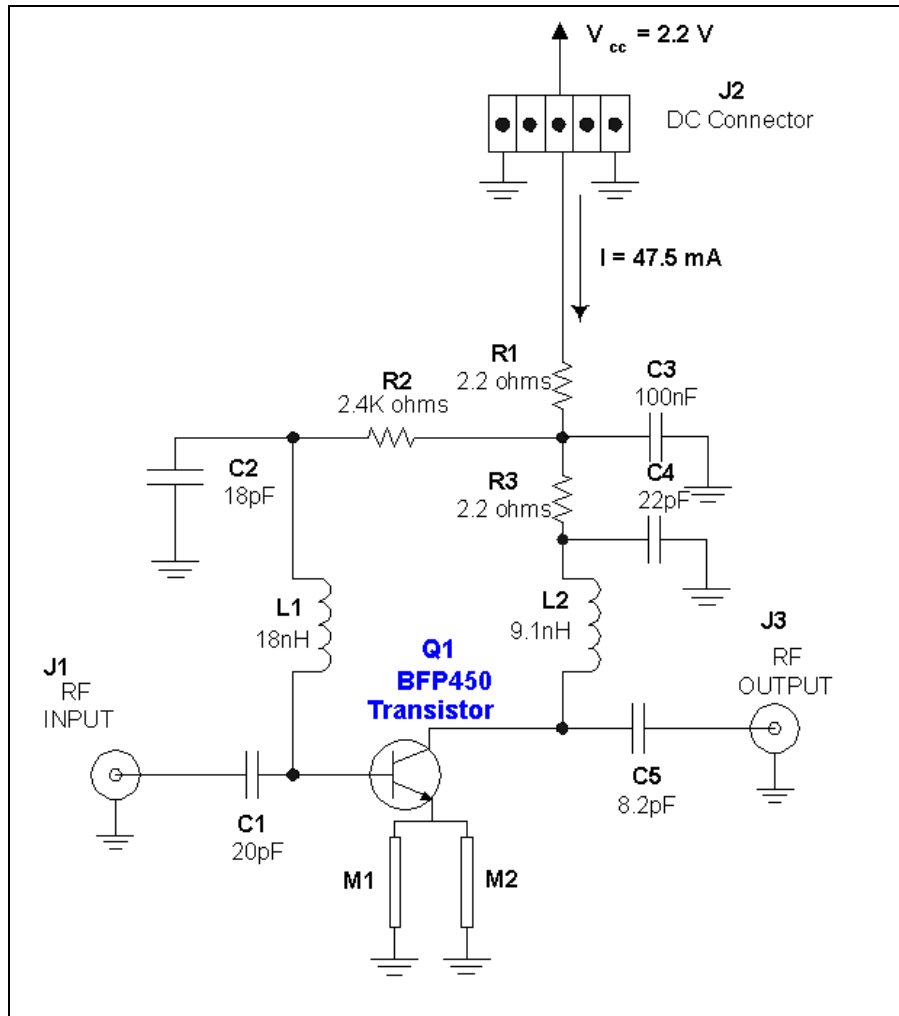 V cc = 2.2 V
J2
DC Connector
I = 47.5 mA
R1
2.2 ohms
C3
100nF
R2
2.4K ohms
C2
18pF
R3
2.2 ohms
C4
22pF
L1
18nH
L2
9.1nH
J3
RF
OUTPUT
Q1
BFP450
Transistor
J1
RF
INPUT
C1
20pF
C5
8.2pF
M1
M2